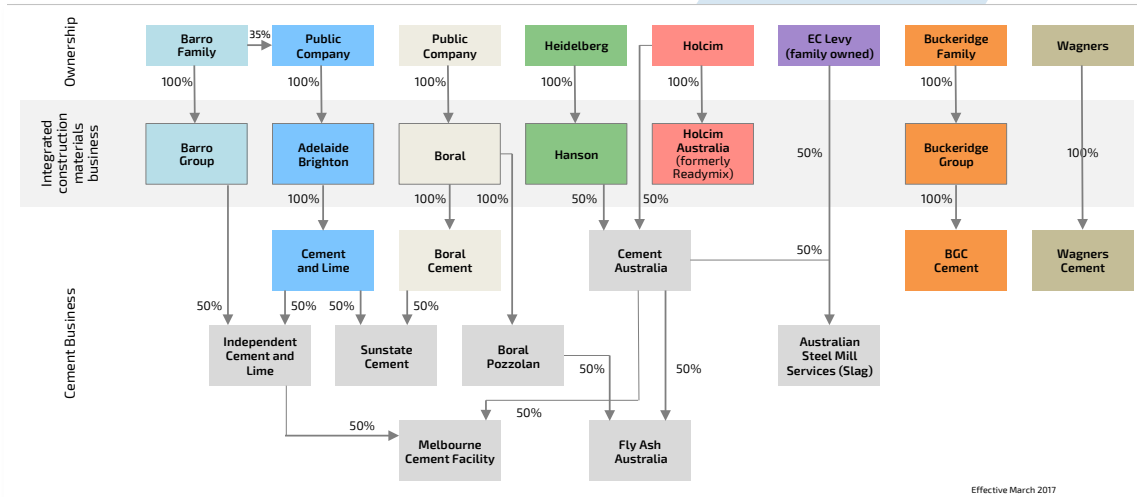 Ownership
Barro
Family
35%
Public
Company
Public
Company
Heidelberg
Holcim
EC Levy
(family owned)
Buckeridge
Family
Wagners
100%
100%
100%
100%
100%
100%
Integrated
construction
materials
business
Barro
Group
Adelaide
Brighton
Boral
Hanson
Holcim
Australia
(formerly
Readymix)
50%
Buckeridge
Group
100%
100%
100%
100%
50%
50%
100%
Cement Business
Cement
and Lime
Boral
Cement
Cement
Australia
50%
BGC
Cement
Wagners
Cement
50%
50%
50%
50%
Independent
Cement and
Lime
Sunstate
Cement
Boral
Pozzolan
Australian
Steel Mill
Services (Slag)
50%
50%
50%
50%
Melbourne
Cement Facility
Fly Ash
Australia
Effective March 2017